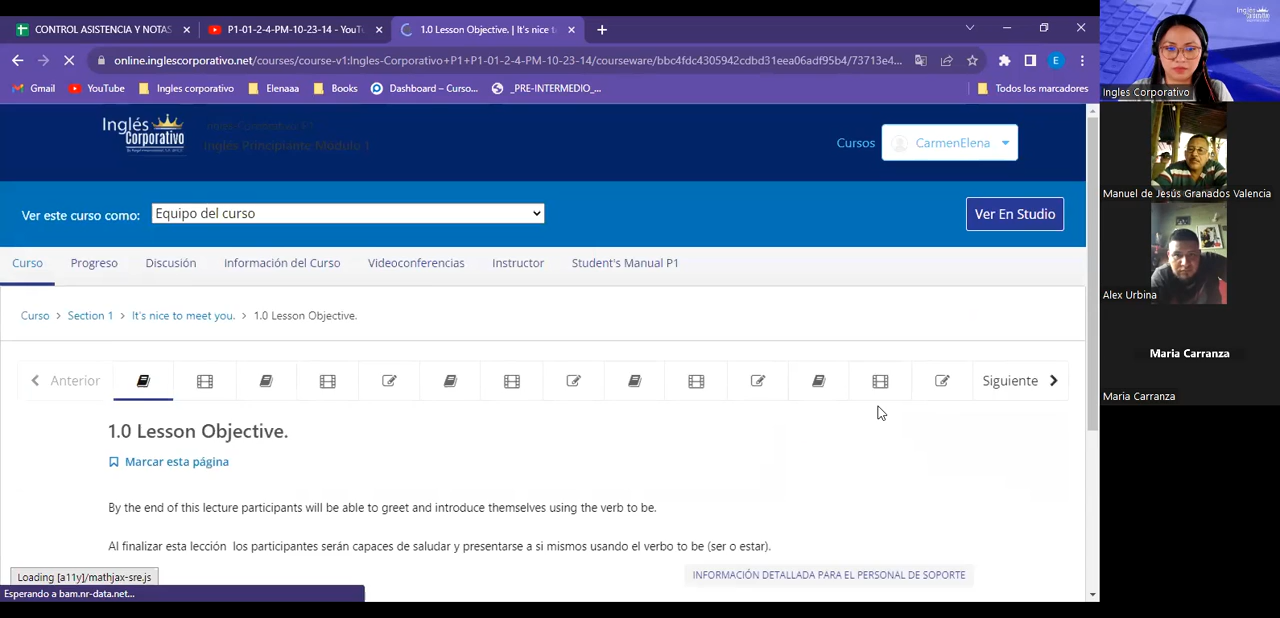 CONTROL ASISTENCIA Y NOTAS
P1-01-2-4-PM-10-23-14 - YouT
1.0 Lesson Objective. | It's nice t
online.inglescorporativo.net/courses/course-v1:Ingles-Corporativo+P1+P1-01-2-4-PM-10-23-14/courseware/bbc4fdc4305942cdbd31eea06adf95b4/73713e4...
E
Gmail
YouTube
Ingles corporativo
Elenaaa
Books
Dashboard – Curso...
_PRE-INTERMEDIO_...
Todos los marcadores
Inglés
Corporativo
Inglés Principiante Módulo 1
Cursos
CarmenElena
Ver este curso como:
Equipo del curso
Ver En Studio
Curso
Progreso
Discusión
Información del Curso
Videoconferencias
Instructor
Student's Manual P1
Curso > Section 1 > It's nice to meet you. > 1.0 Lesson Objective.
Anterior
Siguiente
1.0 Lesson Objective.
Marcar esta página
By the end of this lecture participants will be able to greet and introduce themselves using the verb to be.
Al finalizar esta lección los participantes serán capaces de saludar y presentarse a si mismos usando el verbo to be (ser o estar).
INFORMACIÓN DETALLADA PARA EL PERSONAL DE SOPORTE
Loading [a11y]/mathjax-sre.js
Esperando a bam.nr-data.net...
Ingles Corporativo
Manuel de Jesús Granados Valencia
Alex Urbina
Maria Carranza
Maria Carranza